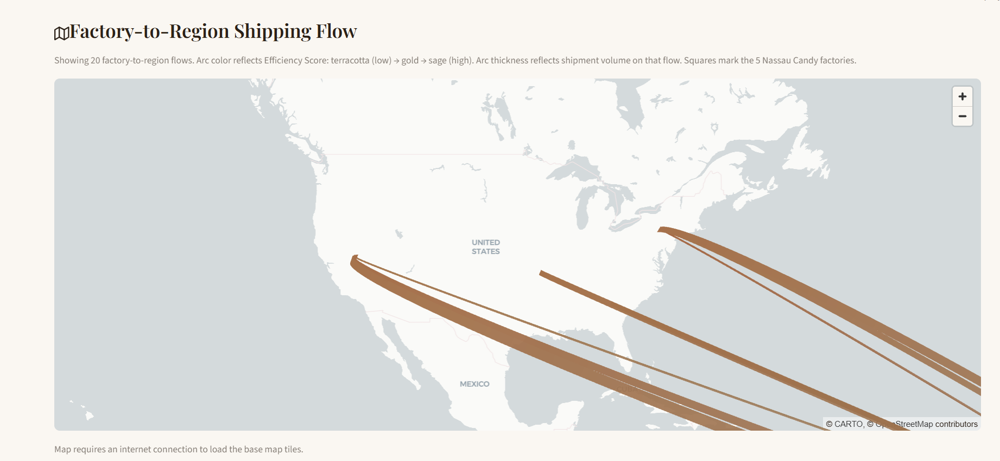 Factory-to-Region Shipping Flow
Showing 20 factory-to-region flows. Arc color reflects Efficiency Score: terracotta (low) → gold → sage (high). Arc thickness reflects shipment volume on that flow. Squares mark the 5 Nassau Candy factories.
+
−
UNITED
STATES
MEXICO
CUBA
© CARTO, © OpenStreetMap contributors
Map requires an internet connection to load the base map tiles.